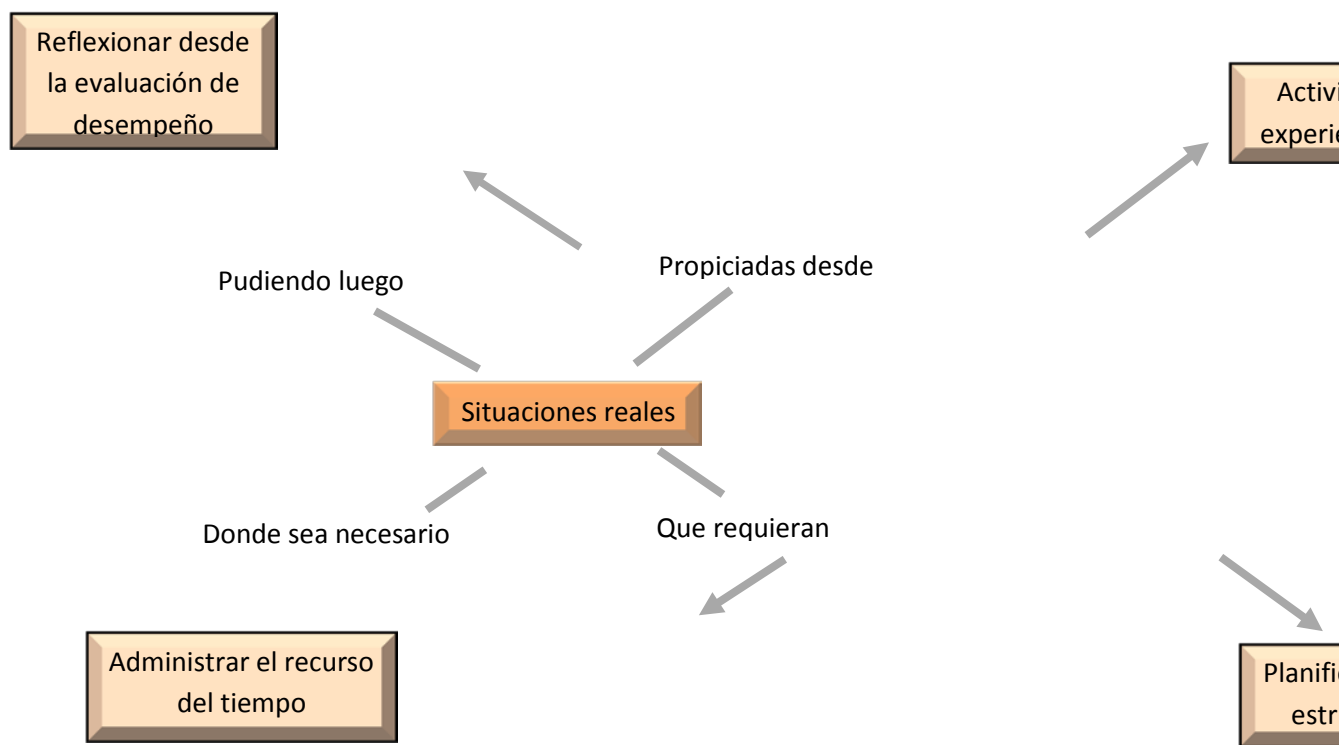 Reflexionar desde
la evaluación de
desempeño
Pudiendo luego
Propiciadas desde
Situaciones reales
Donde sea necesario
Que requieran
Administrar el recurso
del tiempo